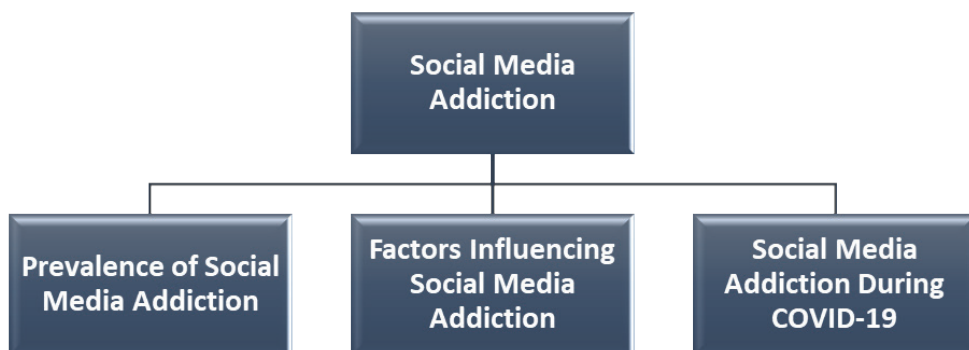 Social Media
Addiction
Prevalence of Social
Media Addiction
Factors Influencing
Social Media
Addiction
Social Media
Addiction During
COVID-19